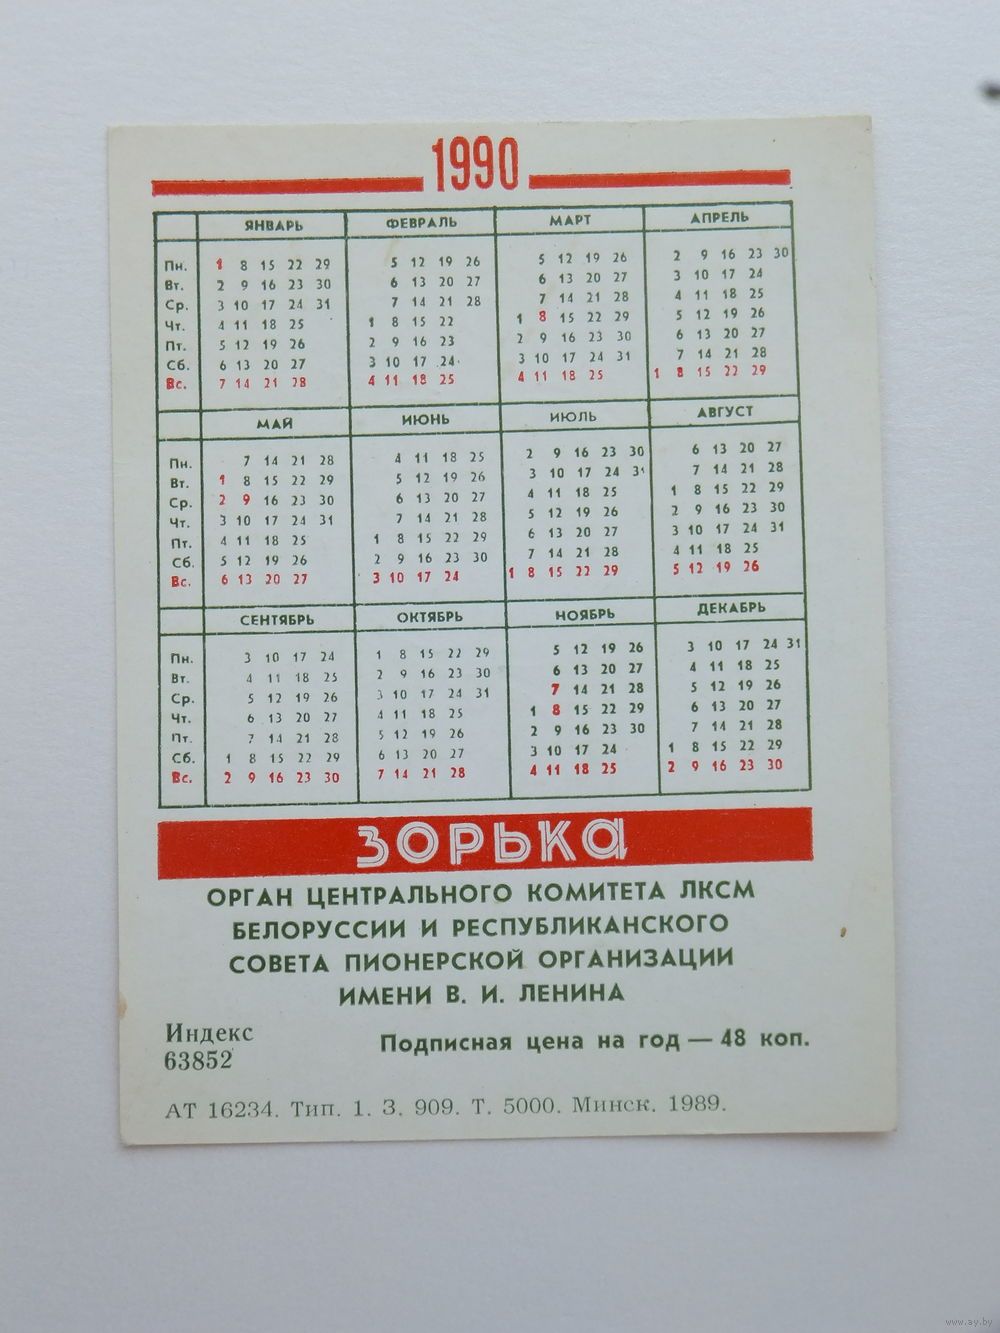 1990
ЯНВАРЬ ФЕВРАЛЬ МАРТ АПРЕЛЬ
Пн. 1 8 15 22 29 5 12 19 26 5 12 19 26 2 9 16 23 30
Вт. 2 9 16 23 30 6 13 20 27 6 13 20 27 3 10 17 24
Ср. 3 10 17 24 31 7 14 21 28 7 14 21 28 4 11 18 25
Чт. 4 11 18 25 1 8 15 22 1 8 15 22 29 5 12 19 26
Пт. 5 12 19 26 2 9 16 23 2 9 16 23 30 6 13 20 27
Сб. 6 13 20 27 3 10 17 24 3 10 17 24 31 7 14 21 28
Вс. 7 14 21 28 4 11 18 25 4 11 18 25 1 8 15 22 29
МАЙ ИЮНЬ ИЮЛЬ АВГУСТ
Пн. 7 14 21 28 4 11 18 25 2 9 16 23 30 6 13 20 27
Вт. 1 8 15 22 29 5 12 19 26 3 10 17 24 31 7 14 21 28
Ср. 2 9 16 23 30 6 13 20 27 4 11 18 25 1 8 15 22 29
Чт. 3 10 17 24 31 7 14 21 28 5 12 19 26 2 9 16 23 30
Пт. 4 11 18 25 1 8 15 22 29 6 13 20 27 3 10 17 24 31
Сб. 5 12 19 26 2 9 16 23 30 7 14 21 28 4 11 18 25
Вс. 6 13 20 27 3 10 17 24 1 8 15 22 29 5 12 19 26
СЕНТЯБРЬ ОКТЯБРЬ НОЯБРЬ ДЕКАБРЬ
Пн. 3 10 17 24 1 8 15 22 29 5 12 19 26 3 10 17 24 31
Вт. 4 11 18 25 2 9 16 23 30 6 13 20 27 4 11 18 25
Ср. 5 12 19 26 3 10 17 24 31 7 14 21 28 5 12 19 26
Чт. 6 13 20 27 4 11 18 25 1 8 15 22 29 6 13 20 27
Пт. 7 14 21 28 5 12 19 26 2 9 16 23 30 7 14 21 28
Сб. 1 8 15 22 29 6 13 20 27 3 10 17 24 1 8 15 22 29
Вс. 2 9 16 23 30 7 14 21 28 4 11 18 25 2 9 16 23 30
ЗОРЬКА
ОРГАН ЦЕНТРАЛЬНОГО КОМИТЕТА ЛКСМ
БЕЛОРУССИИ И РЕСПУБЛИКАНСКОГО
СОВЕТА ПИОНЕРСКОЙ ОРГАНИЗАЦИИ
ИМЕНИ В. И. ЛЕНИНА
Индекс
63852
Подписная цена на год — 48 коп.
АТ 16234. Тип. 1. З. 909. Т. 5000. Минск. 1989.
www.ay.by